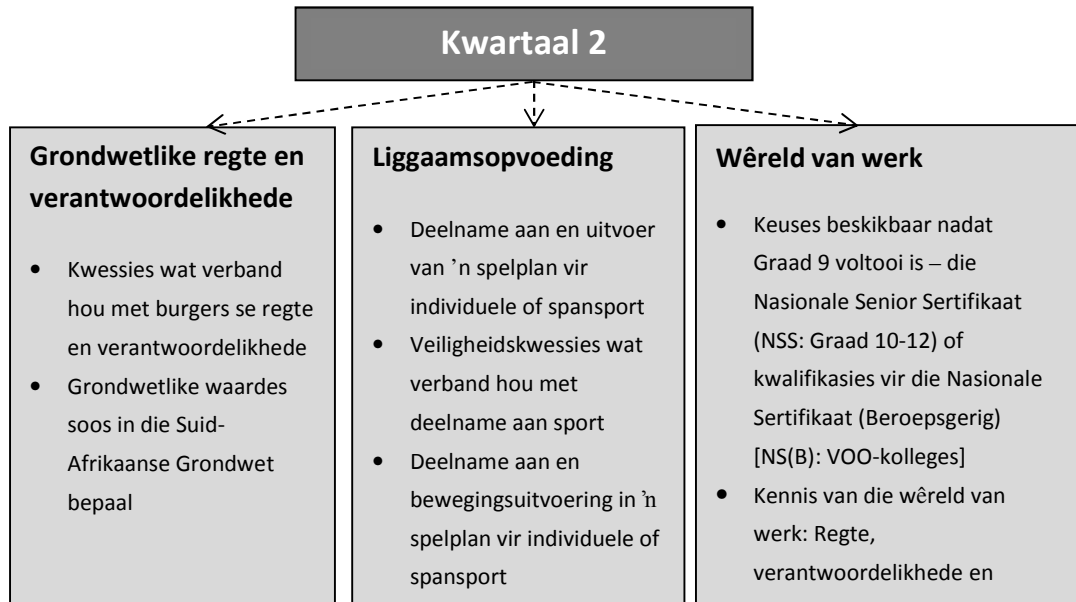 Kwartaal 2
Grondwetlike regte en
verantwoordelikhede
• Kwessies wat verband
hou met burgers se regte
en verantwoordelikhede
• Grondwetlike waardes
soos in die Suid-
Afrikaanse Grondwet
bepaal
Liggaamsopvoeding
• Deelname aan en uitvoer
van ’n spelplan vir
individuele of spansport
• Veiligheidskwessies wat
verband hou met
deelname aan sport
• Deelname aan en
bewegingsuitvoering in ’n
spelplan vir individuele of
spansport
Wêreld van werk
• Keuses beskikbaar nadat
Graad 9 voltooi is – die
Nasionale Senior Sertifikaat
(NSS: Graad 10-12) of
kwalifikasies vir die Nasionale
Sertifikaat (Beroepsgerig)
[NS(B): VOO-kolleges]
• Kennis van die wêreld van
werk: Regte,
verantwoordelikhede en